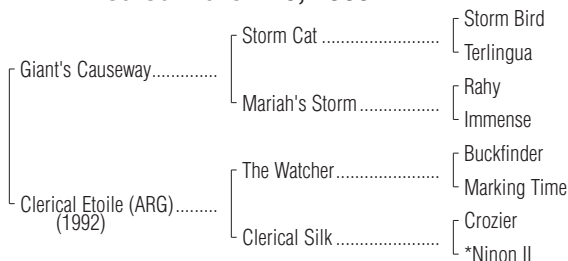 Storm Bird
Storm Cat ........................
Terlingua
Giant's Causeway..............
Rahy
Mariah's Storm .................
Immense
Buckfinder
The Watcher ......................
Marking Time
Clerical Etoile (ARG).........
(1992)
Crozier
Clerical Silk .....................
*Ninon II